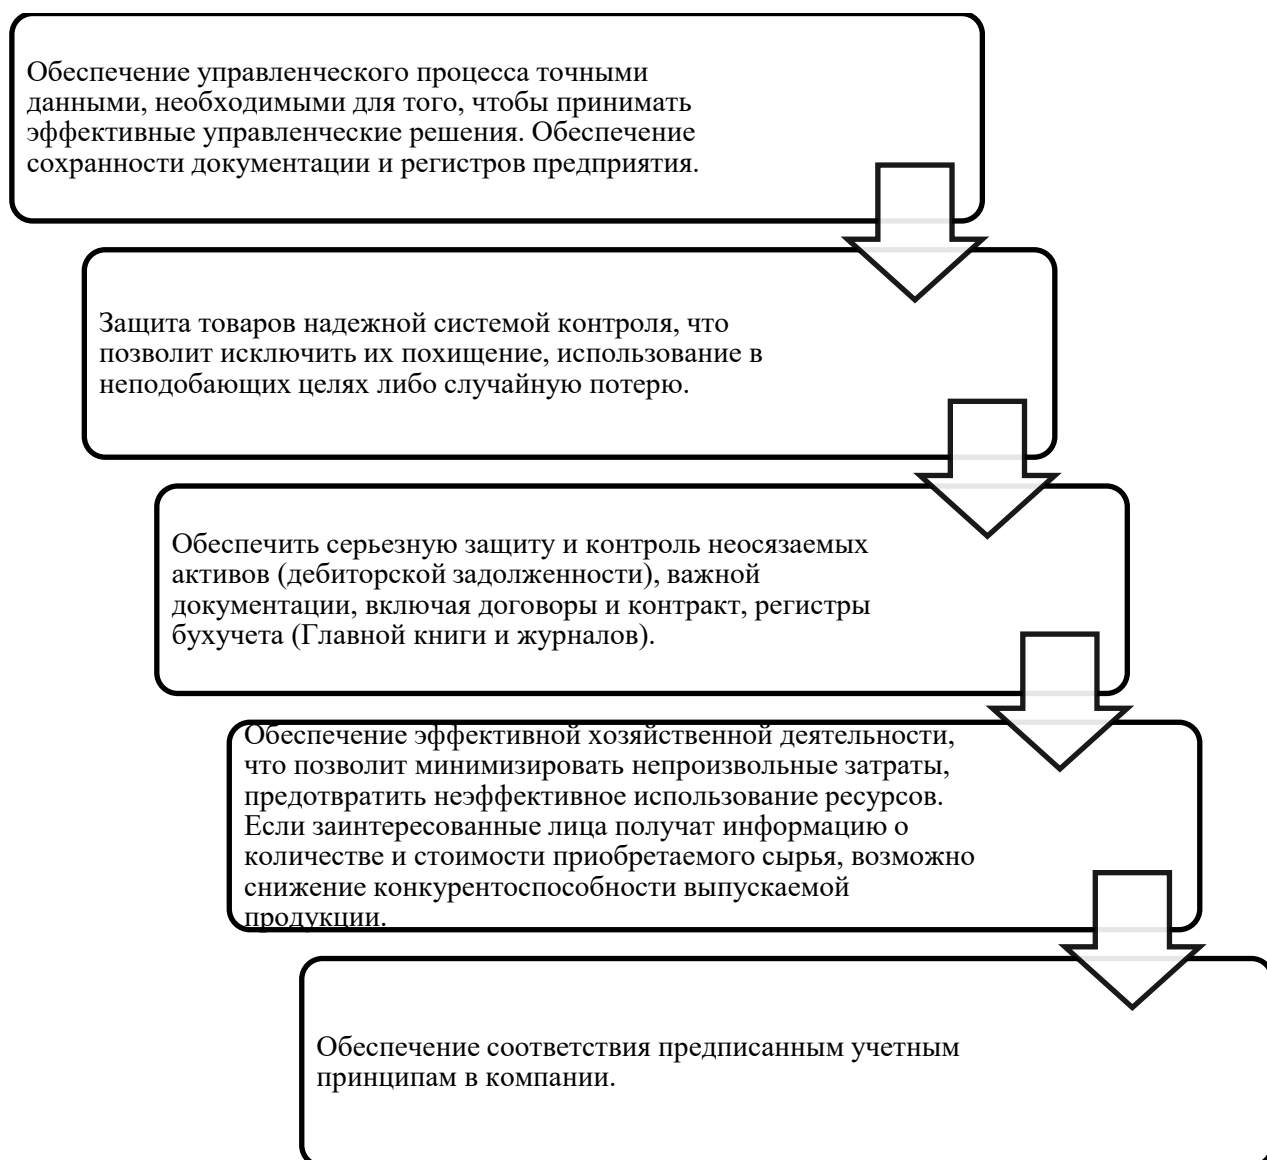 Обеспечение управленческого процесса точными
данными, необходимыми для того, чтобы принимать
эффективные управленческие решения. Обеспечение
сохранности документации и регистров предприятия.
Защита товаров надежной системой контроля, что
позволит исключить их похищение, использование в
неподобающих целях либо случайную потерю.
Обеспечить серьезную защиту и контроль неосязаемых
активов (дебиторской задолженности), важной
документации, включая договоры и контракт, регистры
бухучета (Главной книги и журналов).
Обеспечение эффективной хозяйственной деятельности,
что позволит минимизировать непроизвольные затраты,
предотвратить неэффективное использование ресурсов.
Если заинтересованные лица получат информацию о
количестве и стоимости приобретаемого сырья, возможно
снижение конкурентоспособности выпускаемой
продукции.
Обеспечение соответствия предписанным учетным
принципам в компании.